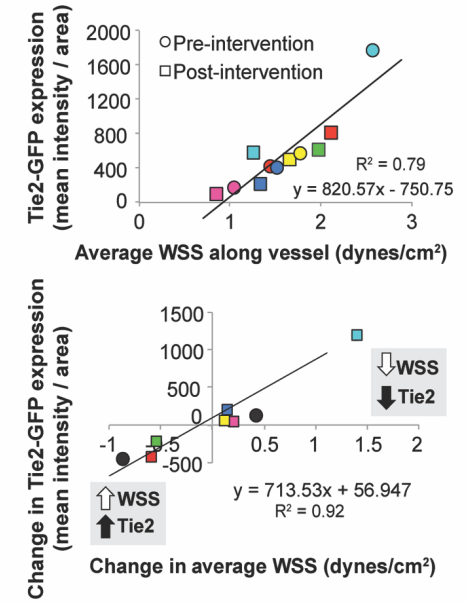 Tie2-GFP expression
(mean intensity / area)
2000
1600
1200
800
400
0
Pre-intervention
Post-intervention
R² = 0.79
y = 820.57x - 750.75
0
1
2
3
Average WSS along vessel (dynes/cm²)
Change in Tie2-GFP expression
(mean intensity / area)
1500
1000
500
0
-500
-1
-.5
0
0.5
1
1.5
2
WSS
Tie2
WSS
Tie2
y = 713.53x + 56.947
R² = 0.92
Change in average WSS (dynes/cm²)